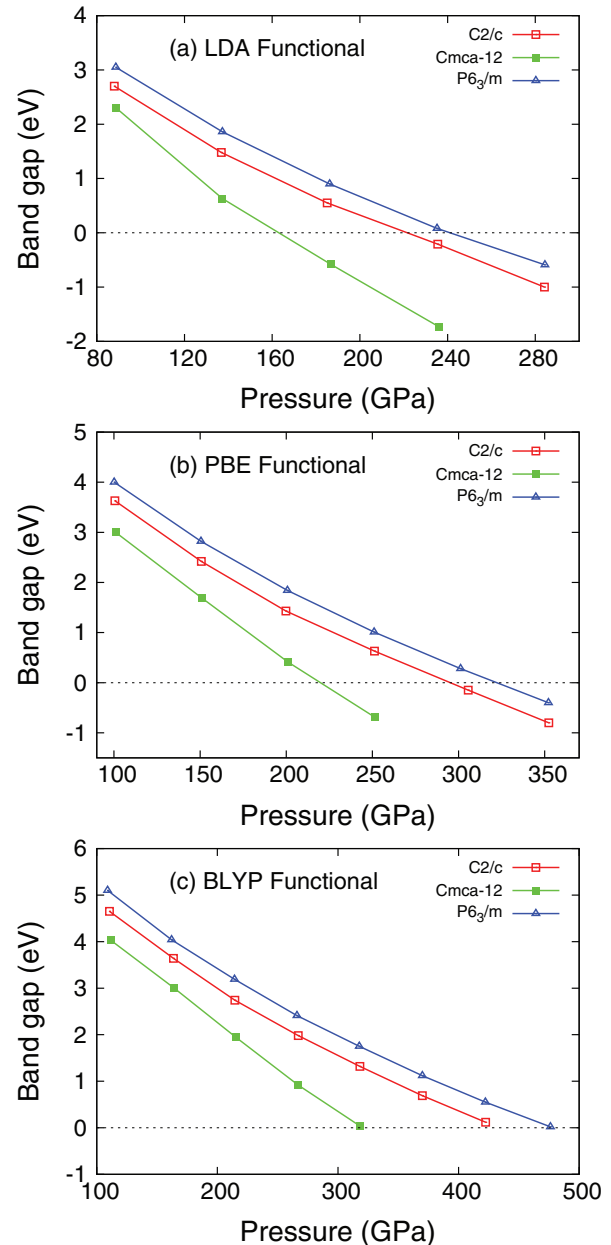 (a) LDA Functional
C2/c
Cmca-12
P6₃/m
Band gap (eV)
4
3
2
1
0
-1
-2
80 120 160 200 240 280
Pressure (GPa)
(b) PBE Functional
C2/c
Cmca-12
P6₃/m
Band gap (eV)
5
4
3
2
1
0
-1
100 150 200 250 300 350
Pressure (GPa)
(c) BLYP Functional
C2/c
Cmca-12
P6₃/m
Band gap (eV)
6
5
4
3
2
1
0
-1
100 200 300 400 500
Pressure (GPa)